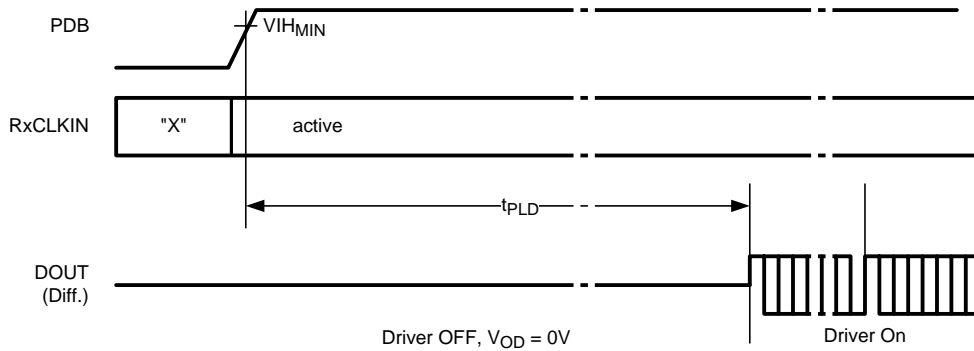 PDB
VIHMIN
RxCLKIN
"X"
active
tPLD
DOUT
(Diff.)
Driver OFF, VOD = 0V
Driver On